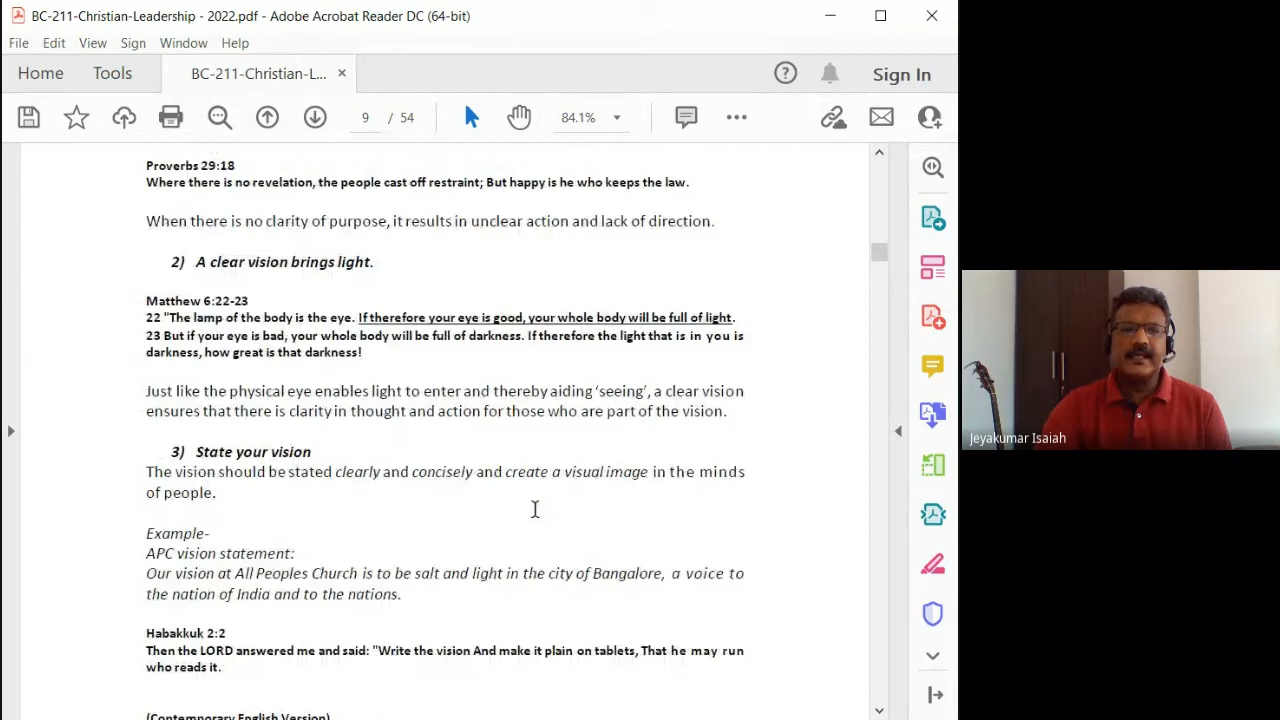 BC-211-Christian-Leadership - 2022.pdf - Adobe Acrobat Reader DC (64-bit)
File Edit View Sign Window Help
Home Tools BC-211-Christian-L... × Sign In
9 / 54 84.1%
Proverbs 29:18
Where there is no revelation, the people cast off restraint; But happy is he who keeps the law.
When there is no clarity of purpose, it results in unclear action and lack of direction.
2) A clear vision brings light.
Matthew 6:22-23
22 "The lamp of the body is the eye. If therefore your eye is good, your whole body will be full of light.
23 But if your eye is bad, your whole body will be full of darkness. If therefore the light that is in you is
darkness, how great is that darkness!
Just like the physical eye enables light to enter and thereby aiding ‘seeing’, a clear vision
ensures that there is clarity in thought and action for those who are part of the vision.
3) State your vision
The vision should be stated clearly and concisely and create a visual image in the minds
of people.
Example-
APC vision statement:
Our vision at All Peoples Church is to be salt and light in the city of Bangalore, a voice to
the nation of India and to the nations.
Habakkuk 2:2
Then the LORD answered me and said: "Write the vision And make it plain on tablets, That he may run
who reads it.
(Contemporary English Version)
Jeyakumar Isaiah